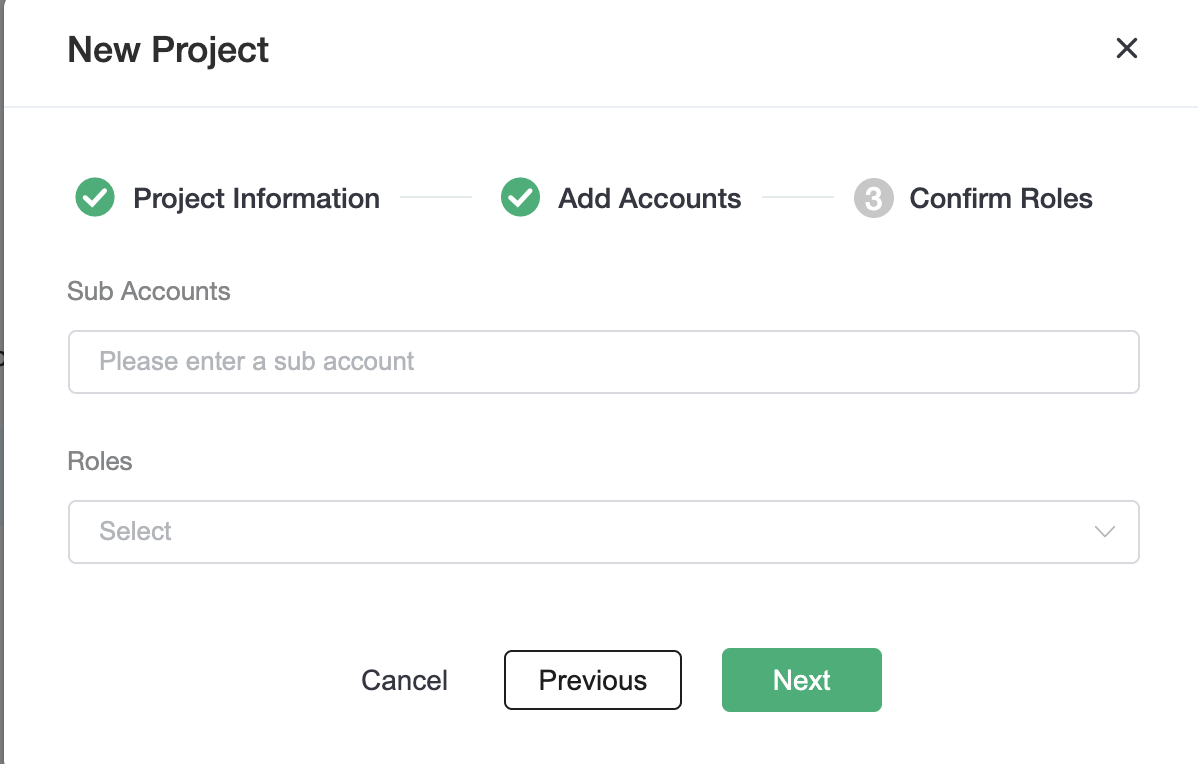 New Project
Project Information
Add Accounts
3 Confirm Roles
Sub Accounts
Please enter a sub account
Roles
Select
Cancel
Previous
Next